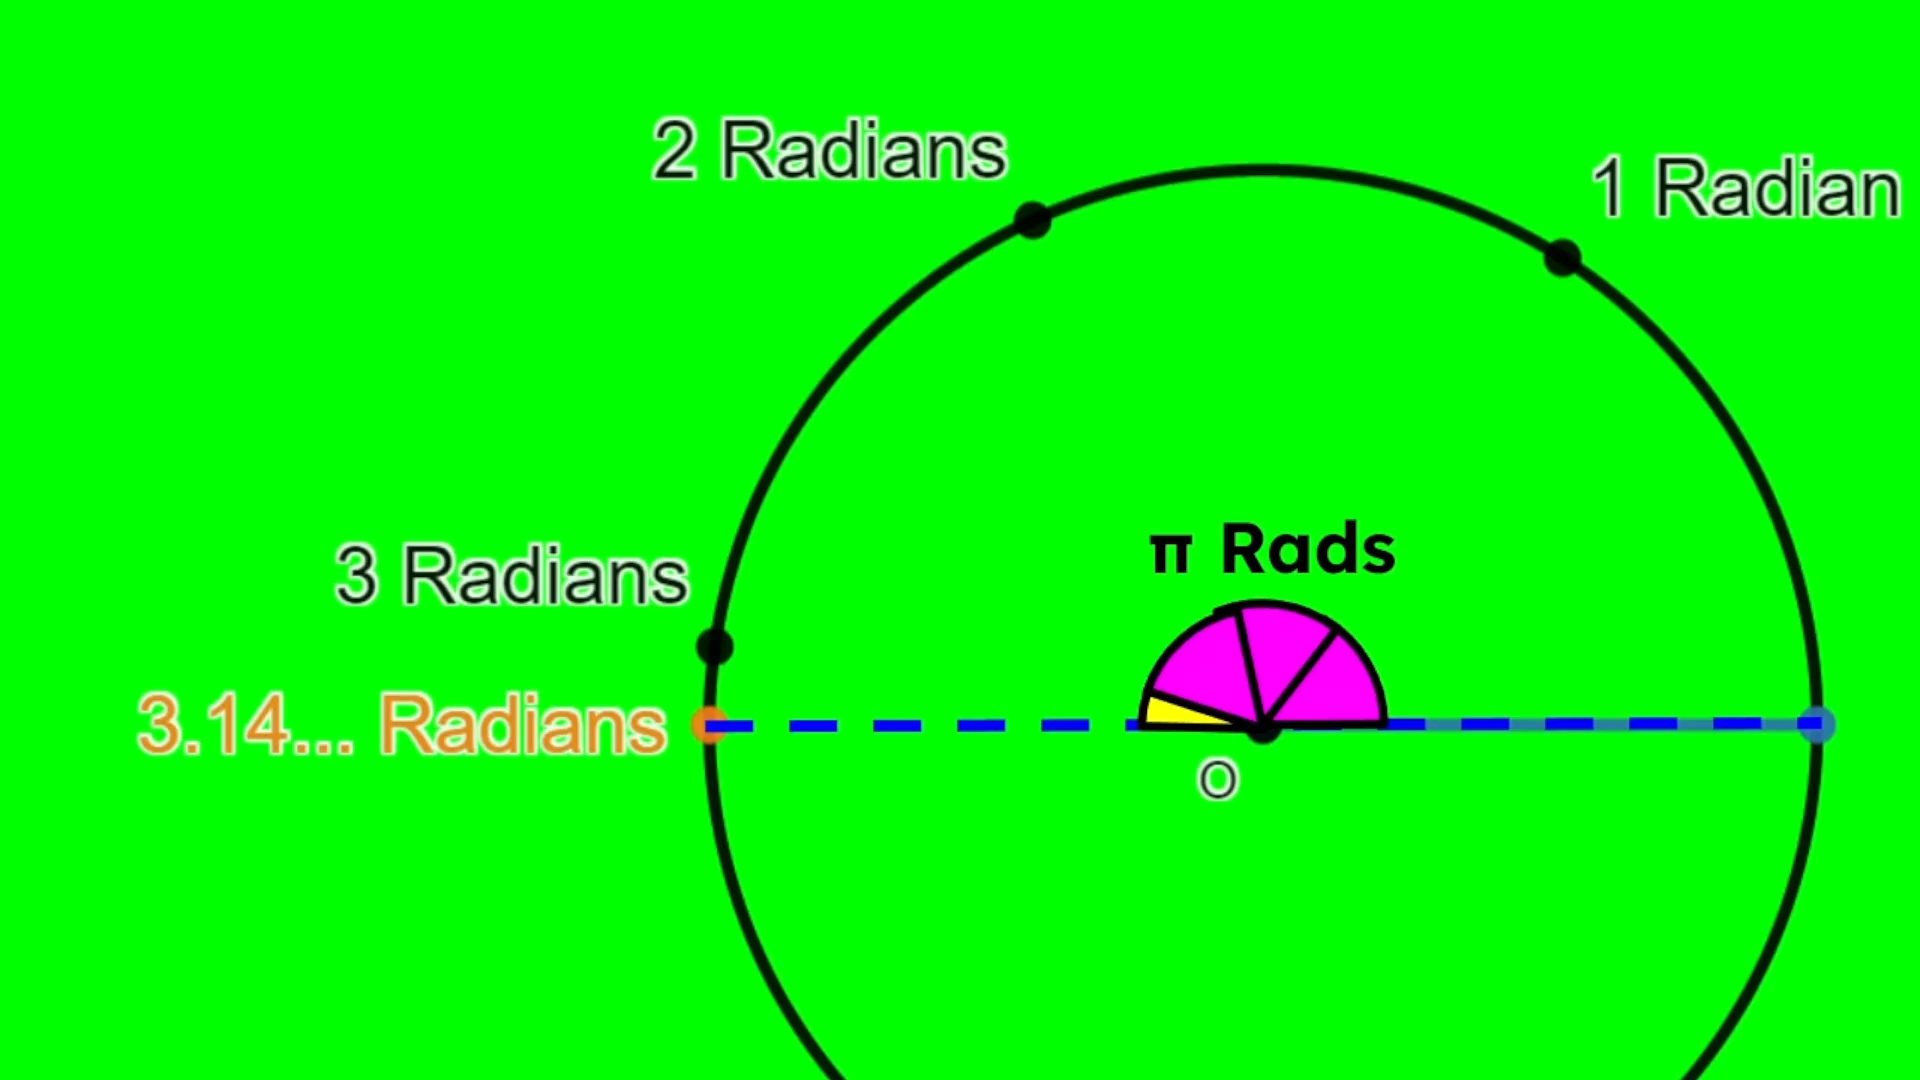 2 Radians
1 Radian
π Rads
3 Radians
3.14... Radians
O